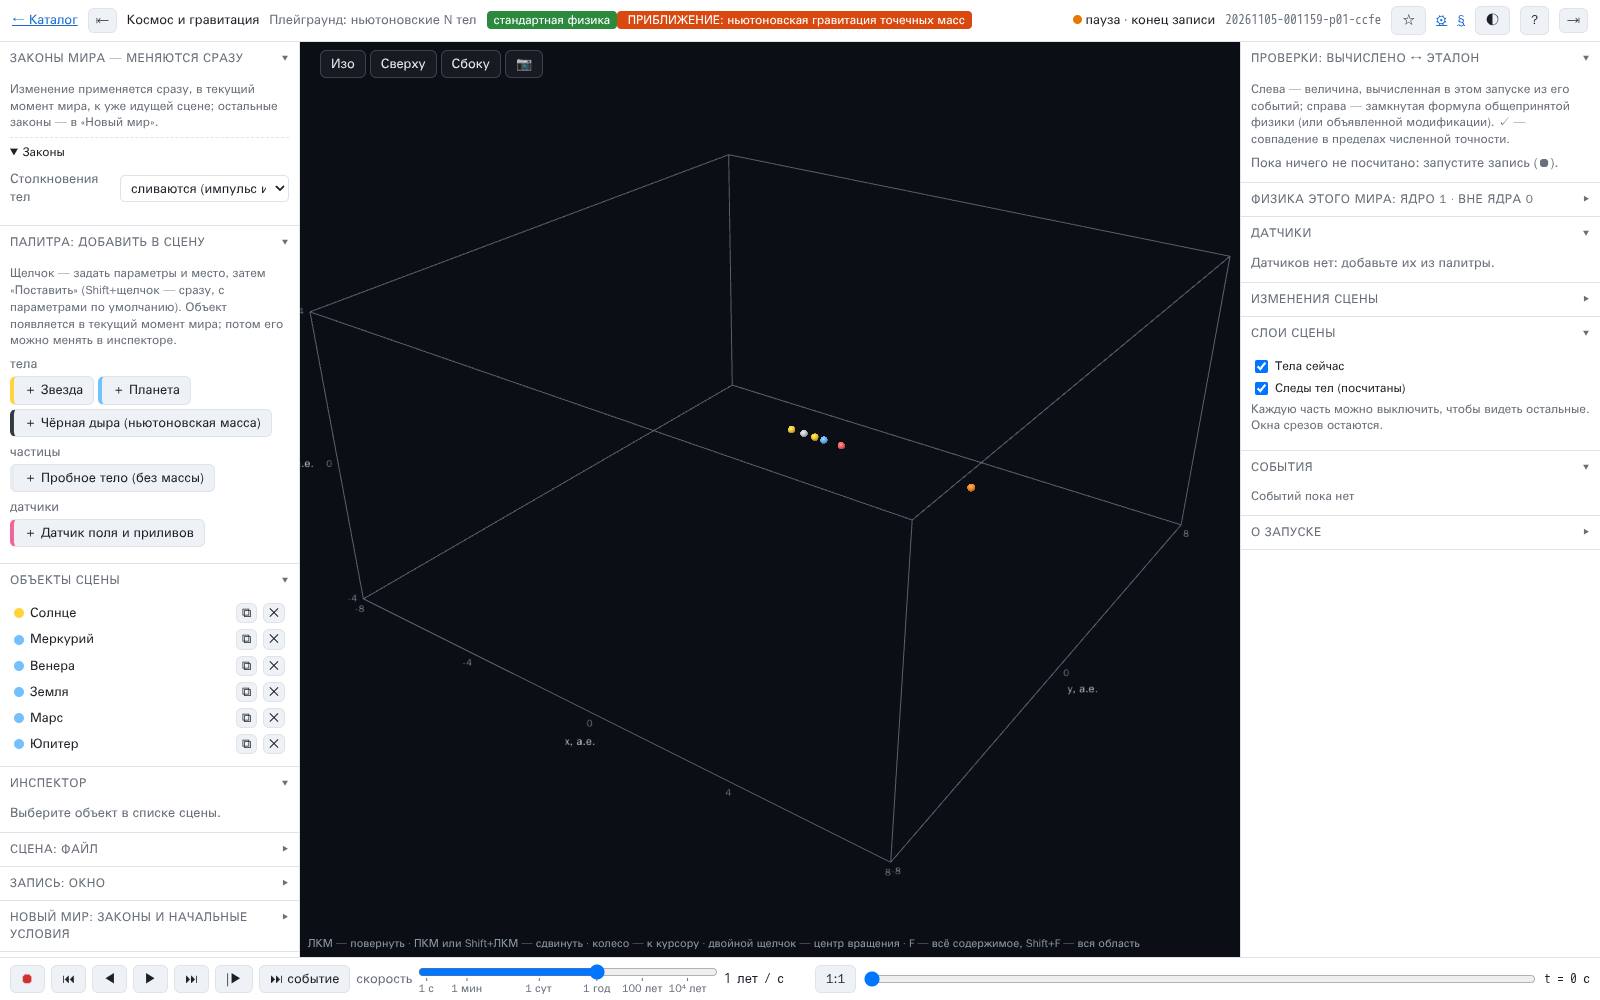 ← Каталог
⇤
Космос и гравитация
Плейграунд: ньютоновские N тел
стандартная физика
ПРИБЛИЖЕНИЕ: ньютоновская гравитация точечных масс
пауза · конец записи
20261105-001159-p01-ccfe
☆
⚙
§
?
⇥
ЗАКОНЫ МИРА — МЕНЯЮТСЯ СРАЗУ
Изменение применяется сразу, в текущий
момент мира, к уже идущей сцене; остальные
законы — в «Новый мир».
Законы
Столкновения
тел
сливаются (импульс и
ПАЛИТРА: ДОБАВИТЬ В СЦЕНУ
Щелчок — задать параметры и место, затем
«Поставить» (Shift+щелчок — сразу, с
параметрами по умолчанию). Объект
появляется в текущий момент мира; потом его
можно менять в инспекторе.
тела
+ Звезда
+ Планета
+ Чёрная дыра (ньютоновская масса)
частицы
+ Пробное тело (без массы)
датчики
+ Датчик поля и приливов
ОБЪЕКТЫ СЦЕНЫ
Солнце
Меркурий
Венера
Земля
Марс
Юпитер
ИНСПЕКТОР
Выберите объект в списке сцены.
СЦЕНА: ФАЙЛ
ЗАПИСЬ: ОКНО
НОВЫЙ МИР: ЗАКОНЫ И НАЧАЛЬНЫЕ
УСЛОВИЯ
Изо
Сверху
Сбоку
4
.е.
0
-4
-8
-4
0
x, а.е.
4
8
-8
0
y, а.е.
8
ЛКМ — повернуть · ПКМ или Shift+ЛКМ — сдвинуть · колесо — к курсору · двойной щелчок — центр вращения · F — всё содержимое, Shift+F — вся область
ПРОВЕРКИ: ВЫЧИСЛЕНО ↔ ЭТАЛОН
Слева — величина, вычисленная в этом запуске из его
событий; справа — замкнутая формула общепринятой
физики (или объявленной модификации). ✓ —
совпадение в пределах численной точности.
Пока ничего не посчитано: запустите запись (⏺).
ФИЗИКА ЭТОГО МИРА: ЯДРО 1 · ВНЕ ЯДРА 0
ДАТЧИКИ
Датчиков нет: добавьте их из палитры.
ИЗМЕНЕНИЯ СЦЕНЫ
СЛОИ СЦЕНЫ
Тела сейчас
Следы тел (посчитаны)
Каждую часть можно выключить, чтобы видеть остальные.
Окна срезов остаются.
СОБЫТИЯ
Событий пока нет
О ЗАПУСКЕ
⏭ событие
скорость
1 с
1 мин
1 сут
1 год
100 лет
10⁴ лет
1 лет / с
1:1
t = 0 с